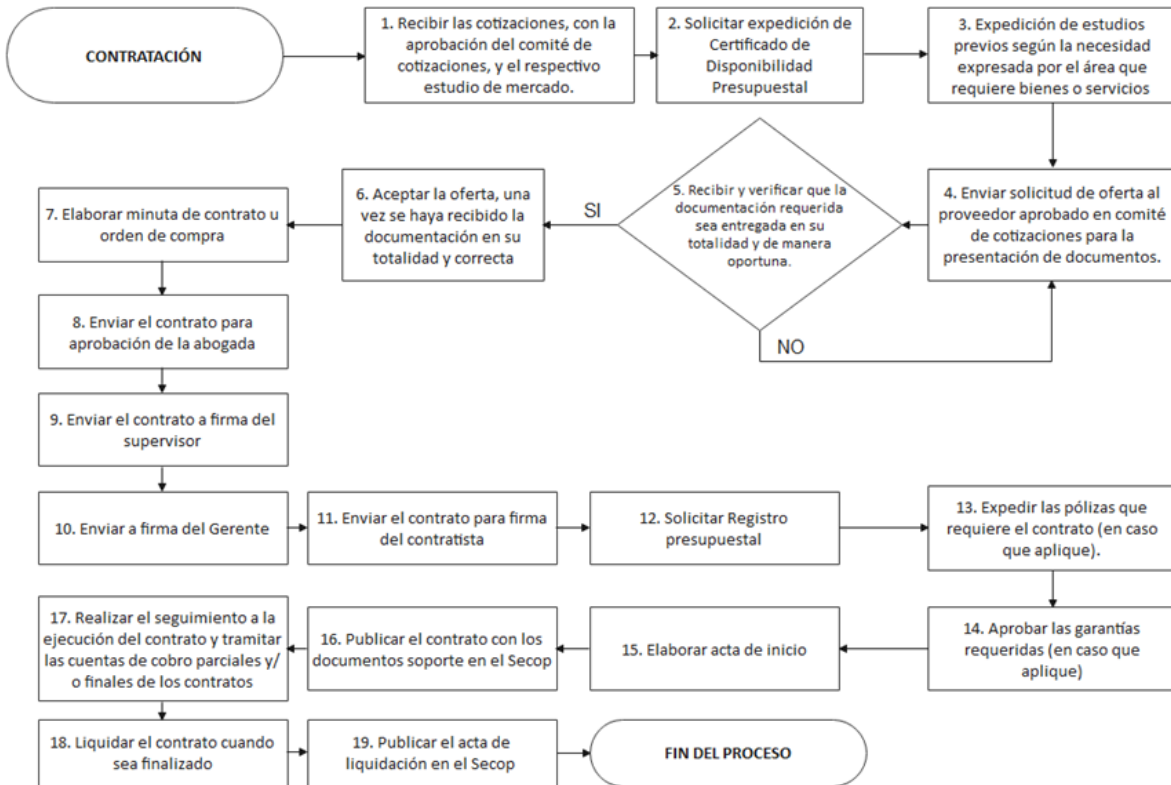 CONTRATACIÓN
1. Recibir las cotizaciones, con la
aprobación del comité de
cotizaciones, y el respectivo
estudio de mercado.
2. Solicitar expedición de
Certificado de
Disponibilidad
Presupuestal
3. Expedición de estudios
previos según la necesidad
expresada por el área que
requiere bienes o servicios
4. Enviar solicitud de oferta al
proveedor aprobado en comité
de cotizaciones para la
presentación de documentos.
5. Recibir y verificar que la
documentación requerida
sea entregada en su
totalidad y de manera
oportuna.
SI
NO
6. Aceptar la oferta, una
vez se haya recibido la
documentación en su
totalidad y correcta
7. Elaborar minuta de contrato u
orden de compra
8. Enviar el contrato para
aprobación de la abogada
9. Enviar el contrato a firma del
supervisor
10. Enviar a firma del Gerente
11. Enviar el contrato para firma
del contratista
12. Solicitar Registro
presupuestal
13. Expedir las pólizas que
requiere el contrato (en caso
que aplique).
14. Aprobar las garantías
requeridas (en caso que
aplique)
15. Elaborar acta de inicio
16. Publicar el contrato con los
documentos soporte en el Secop
17. Realizar el seguimiento a la
ejecución del contrato y tramitar
las cuentas de cobro parciales y/
o finales de los contratos
18. Liquidar el contrato cuando
sea finalizado
19. Publicar el acta de
liquidación en el Secop
FIN DEL PROCESO